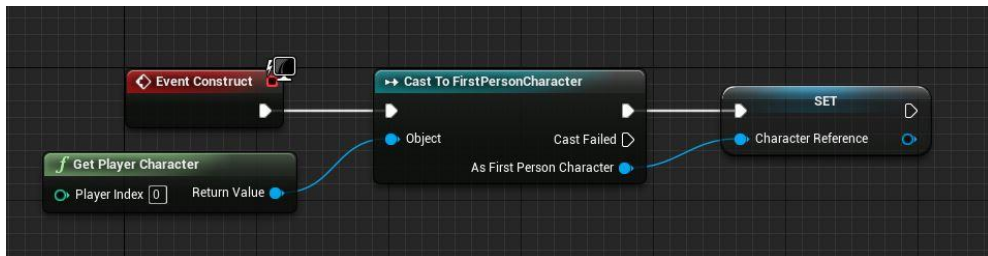 Event Construct
Cast To FirstPersonCharacter
SET
Object
Cast Failed
Character Reference
As First Person Character
f Get Player Character
Player Index 0
Return Value